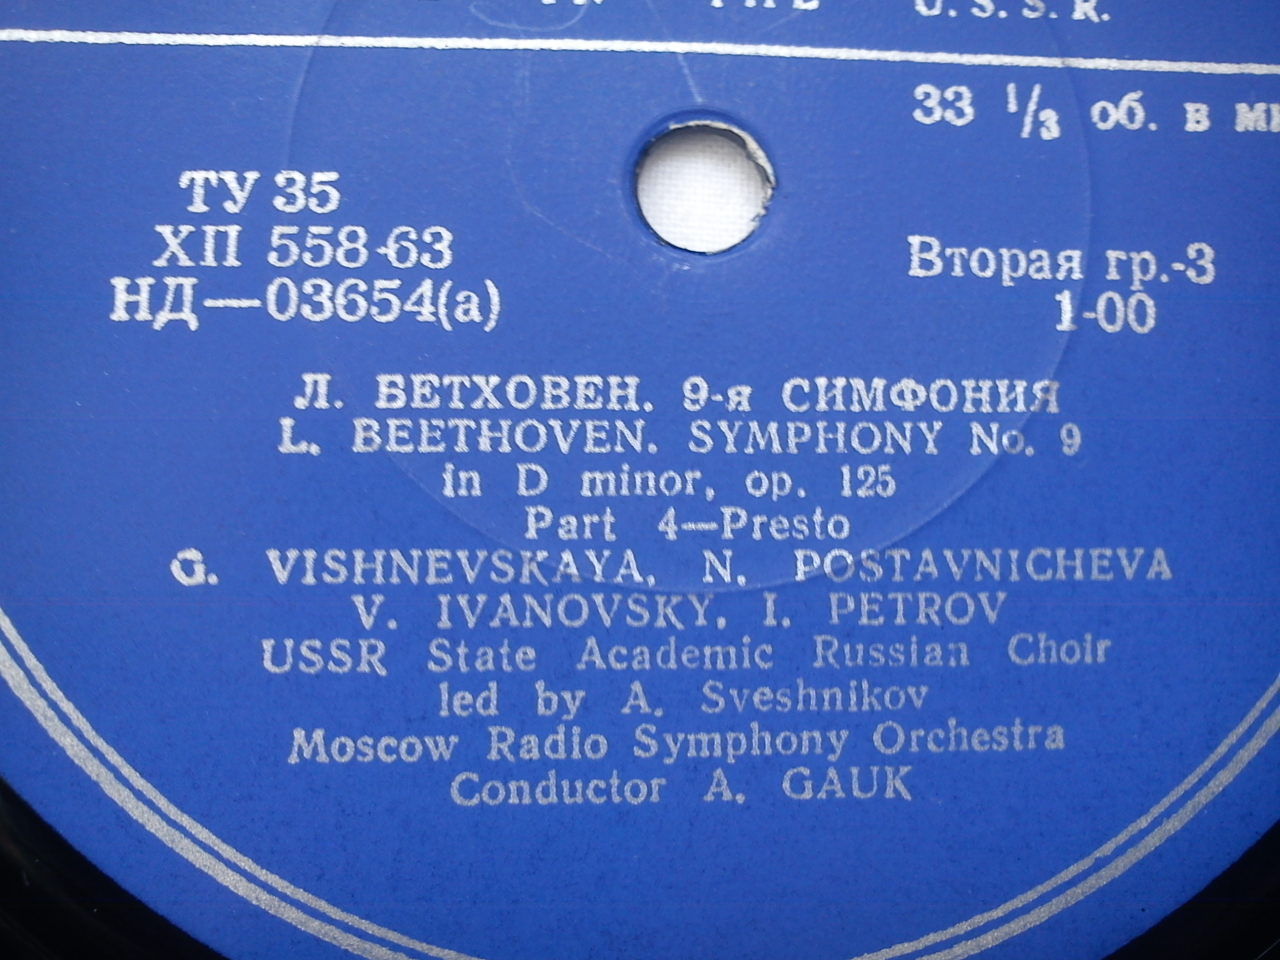 IN THE U.S.S.R.
33 1/3 об. в
ТУ 35
ХП 558-63
НД—03654(а)
Вторая гр.-3
1-00
Л. БЕТХОВЕН. 9-я СИМФОНИЯ
L. BEETHOVEN. SYMPHONY No. 9
in D minor, op. 125
Part 4—Presto
G. VISHNEVSKAYA, N. POSTAVNICHEVA
V. IVANOVSKY, I. PETROV
USSR State Academic Russian Choir
led by A. Sveshnikov
Moscow Radio Symphony Orchestra
Conductor A. GAUK